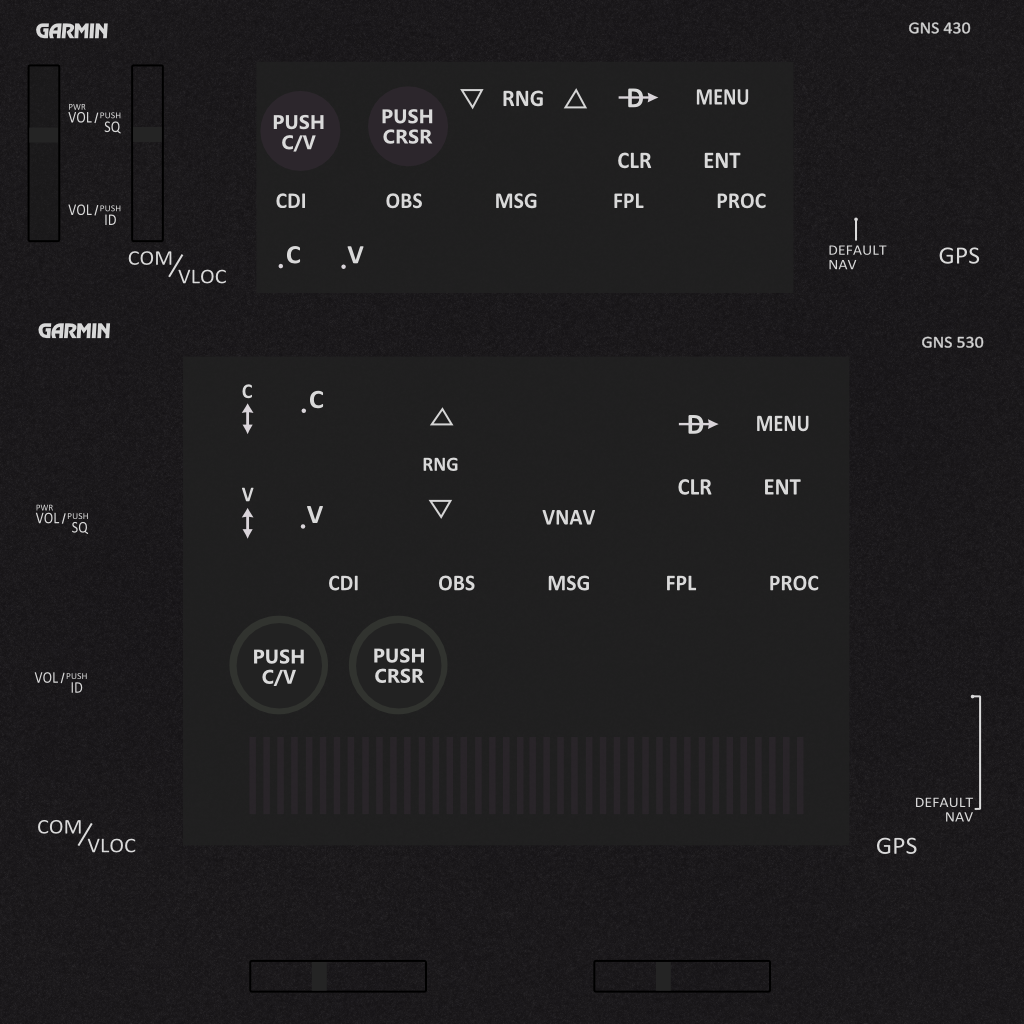 GARMIN
GNS 430
PWR
VOL/PUSH SQ
VOL/PUSH ID
COM/VLOC
PUSH
C/V
PUSH
CRSR
RNG
D
MENU
CLR
ENT
CDI
OBS
MSG
FPL
PROC
.C
.V
DEFAULT
NAV
GPS
GARMIN
GNS 530
C
.C
V
.V
RNG
D
MENU
CLR
ENT
VNAV
CDI
OBS
MSG
FPL
PROC
PWR
VOL/PUSH SQ
VOL/PUSH ID
PUSH
C/V
PUSH
CRSR
COM/VLOC
DEFAULT
NAV
GPS